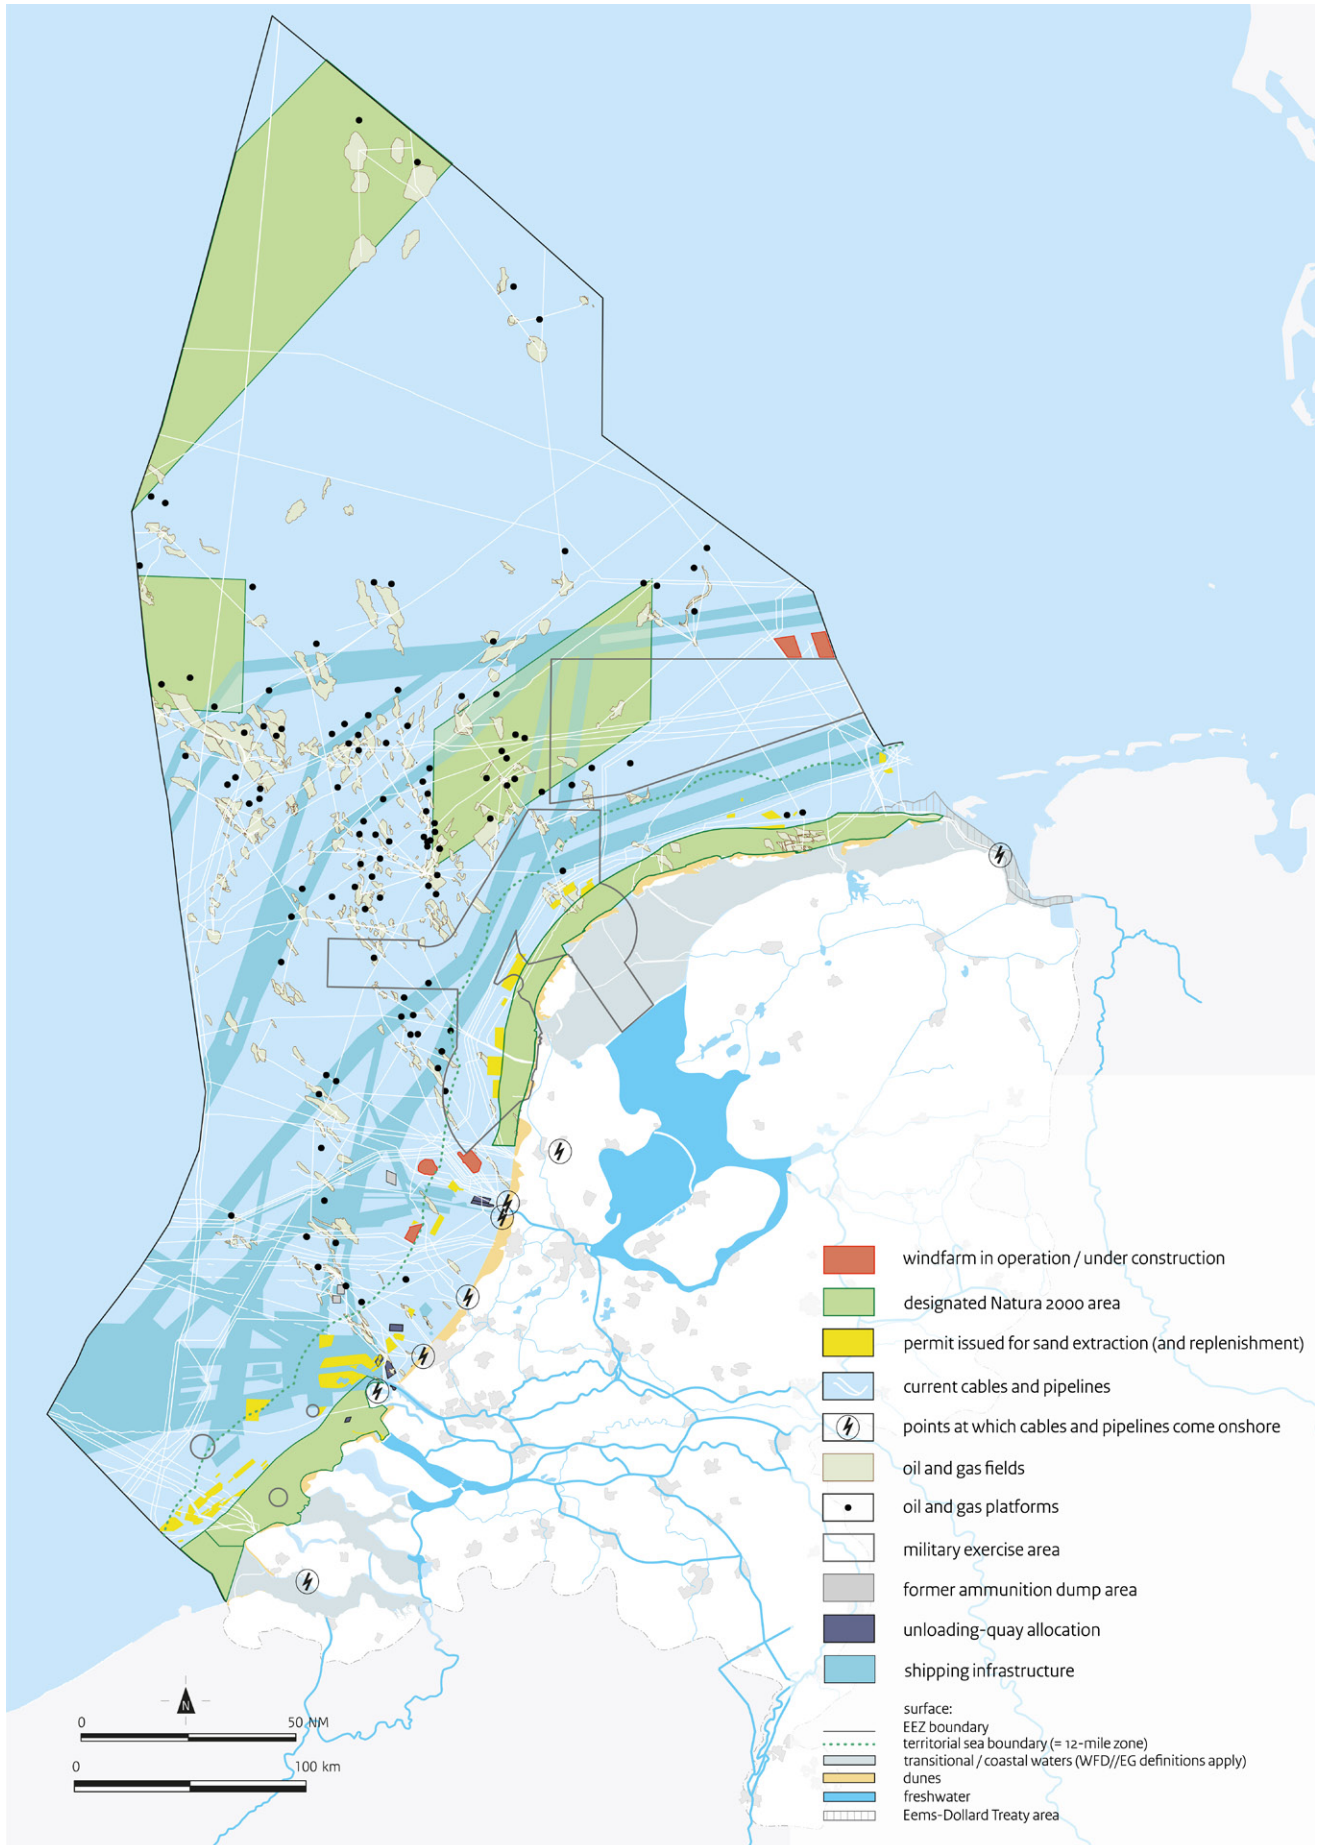 windfarm in operation / under construction
designated Natura 2000 area
permit issued for sand extraction (and replenishment)
current cables and pipelines
points at which cables and pipelines come onshore
oil and gas fields
oil and gas platforms
military exercise area
former ammunition dump area
unloading-quay allocation
shipping infrastructure
surface:
EEZ boundary
territorial sea boundary (= 12-mile zone)
transitional / coastal waters (WFD//EG definitions apply)
dunes
freshwater
Eems-Dollard Treaty area
N
0 50 NM
0 100 km